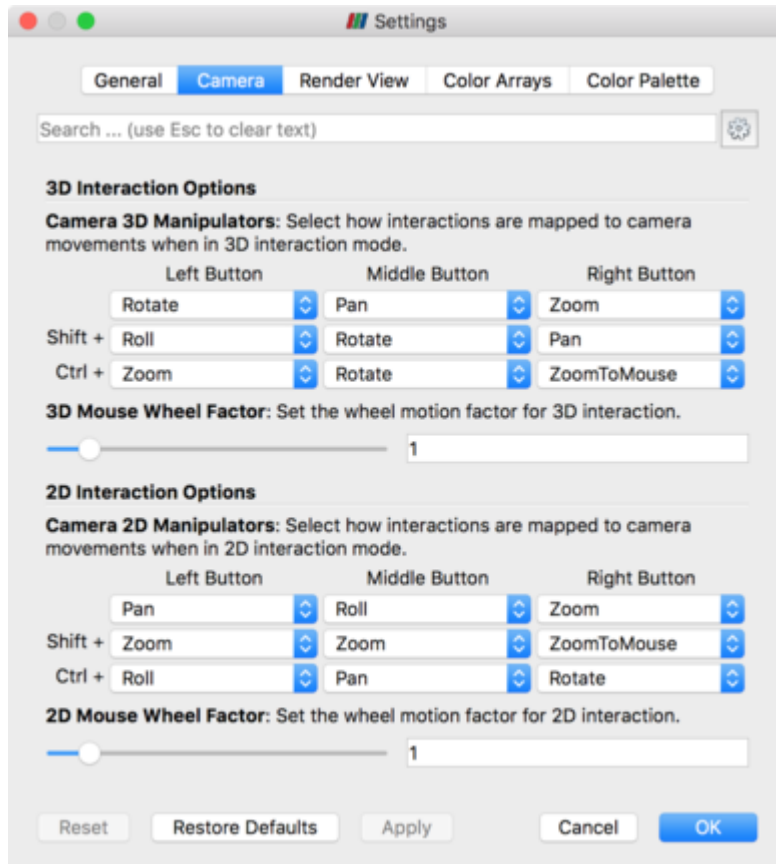 Settings
General Camera Render View Color Arrays Color Palette
Search ... (use Esc to clear text)
3D Interaction Options
Camera 3D Manipulators: Select how interactions are mapped to camera
movements when in 3D interaction mode.
Left Button Middle Button Right Button
Rotate Pan Zoom
Shift + Roll Rotate Pan
Ctrl + Zoom Rotate ZoomToMouse
3D Mouse Wheel Factor: Set the wheel motion factor for 3D interaction.
1
2D Interaction Options
Camera 2D Manipulators: Select how interactions are mapped to camera
movements when in 2D interaction mode.
Left Button Middle Button Right Button
Pan Roll Zoom
Shift + Zoom Zoom ZoomToMouse
Ctrl + Roll Pan Rotate
2D Mouse Wheel Factor: Set the wheel motion factor for 2D interaction.
1
Reset Restore Defaults Apply Cancel OK